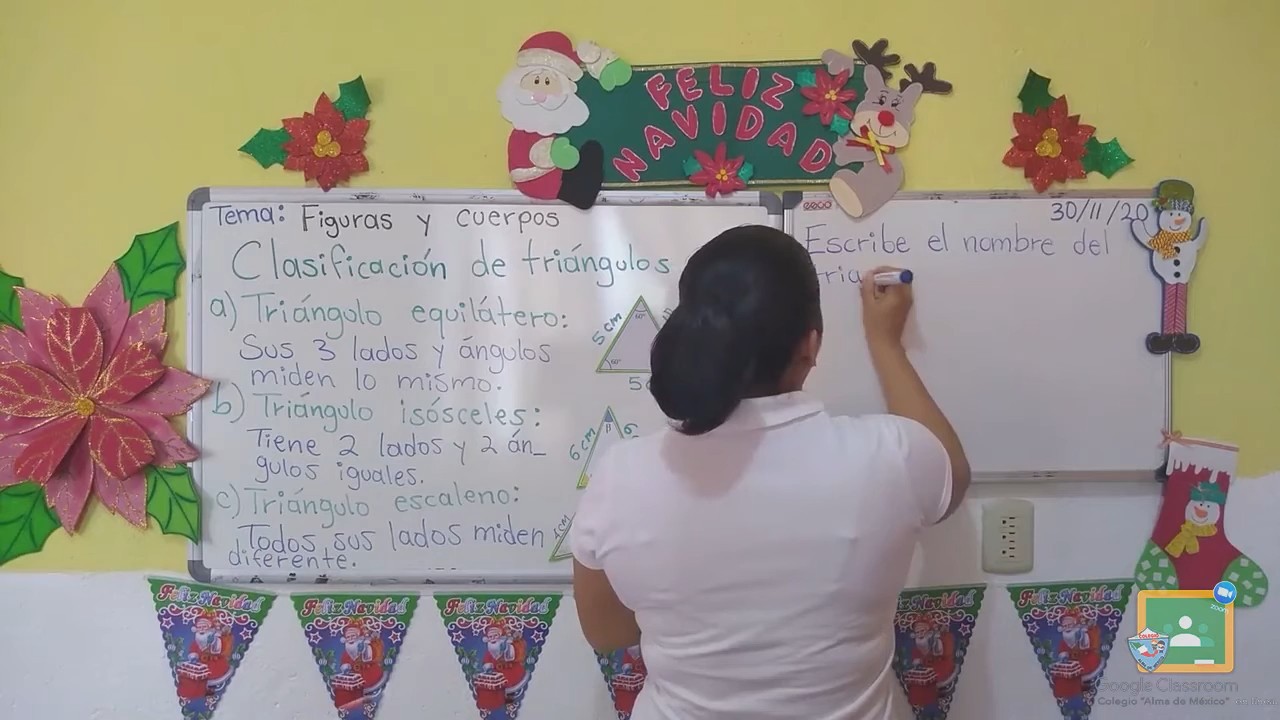 FELIZ
NAVIDAD
Tema: Figuras y cuerpos
Clasificación de triángulos
a) Triángulo equilátero:
Sus 3 lados y ángulos
miden lo mismo.
b) Triángulo isósceles:
Tiene 2 lados y 2 án_
gulos iguales.
c) Triángulo escaleno:
Todos sus lados miden
diferente.
5 cm
60°
60°
6 cm
β
30/11/20
Escribe el nombre del
tria
Feliz Navidad
Feliz Navidad
Feliz Navidad
Feliz Navidad
zoom
COLEGIO
Google Classroom
Colegio "Alma de México"